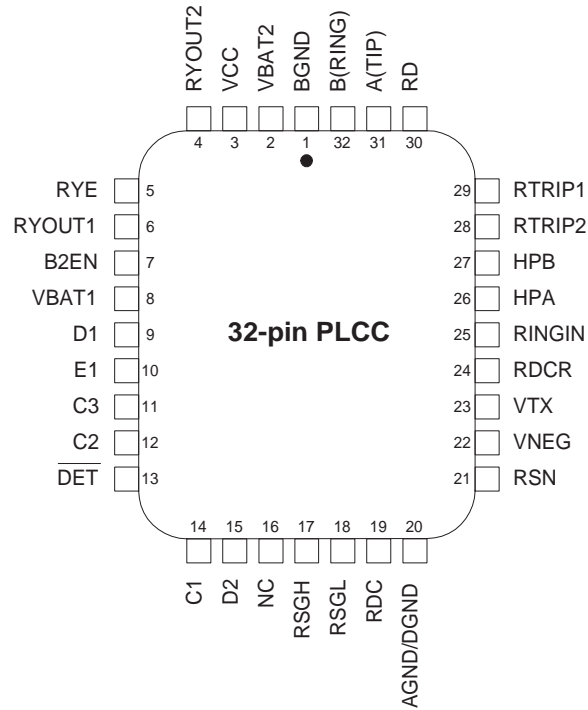 RYOUT2 VCC VBAT2 BGND B(RING) A(TIP) RD
4 3 2 1 32 31 30
RYE 5 29 RTRIP1
RYOUT1 6 28 RTRIP2
B2EN 7 27 HPB
VBAT1 8 26 HPA
32-pin PLCC
D1 9 25 RINGIN
E1 10 24 RDCR
C3 11 23 VTX
C2 12 22 VNEG
DET 13 21 RSN
14 15 16 17 18 19 20
C1 D2 NC RSGH RSGL RDC AGND/DGND